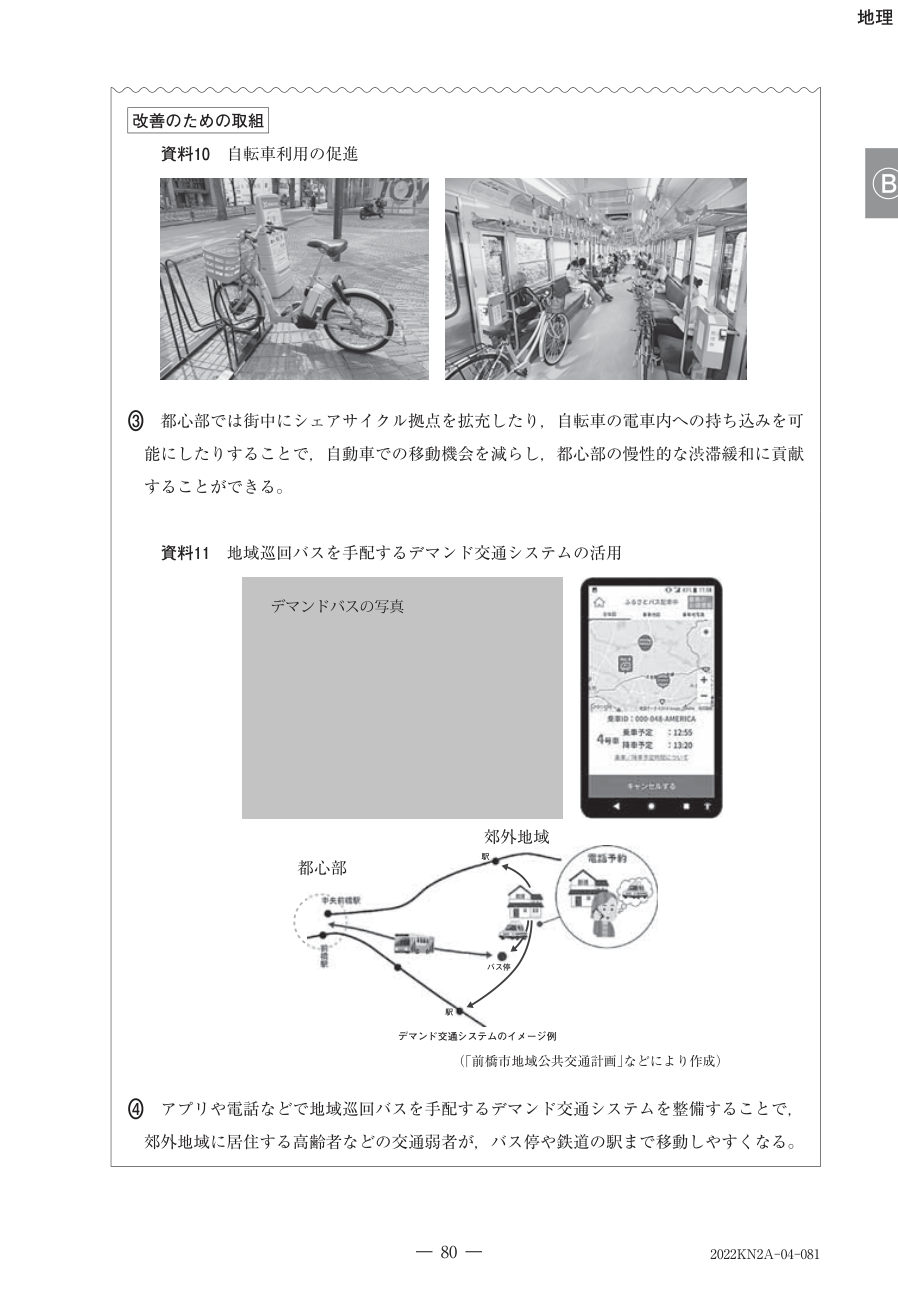 地理
B
改善のための取組
資料10 自転車利用の促進
③ 都心部では街中にシェアサイクル拠点を拡充したり，自転車の電車内への持ち込みを可
能にしたりすることで，自動車での移動機会を減らし，都心部の慢性的な渋滞緩和に貢献
することができる。
資料11 地域巡回バスを手配するデマンド交通システムの活用
デマンドバスの写真
ふるさとバス配車中
Google
乗車ID：000-048-AMERICA
4号車
乗車予定 ：12:55
降車予定 ：13:20
乗車／降車予定時間について
キャンセルする
郊外地域
都心部
駅
電話予約
中央前橋駅
前橋駅
バス停
駅
デマンド交通システムのイメージ例
（「前橋市地域公共交通計画」などにより作成）
④ アプリや電話などで地域巡回バスを手配するデマンド交通システムを整備することで，
郊外地域に居住する高齢者などの交通弱者が，バス停や鉄道の駅まで移動しやすくなる。
― 80 ―
2022KN2A-04-081